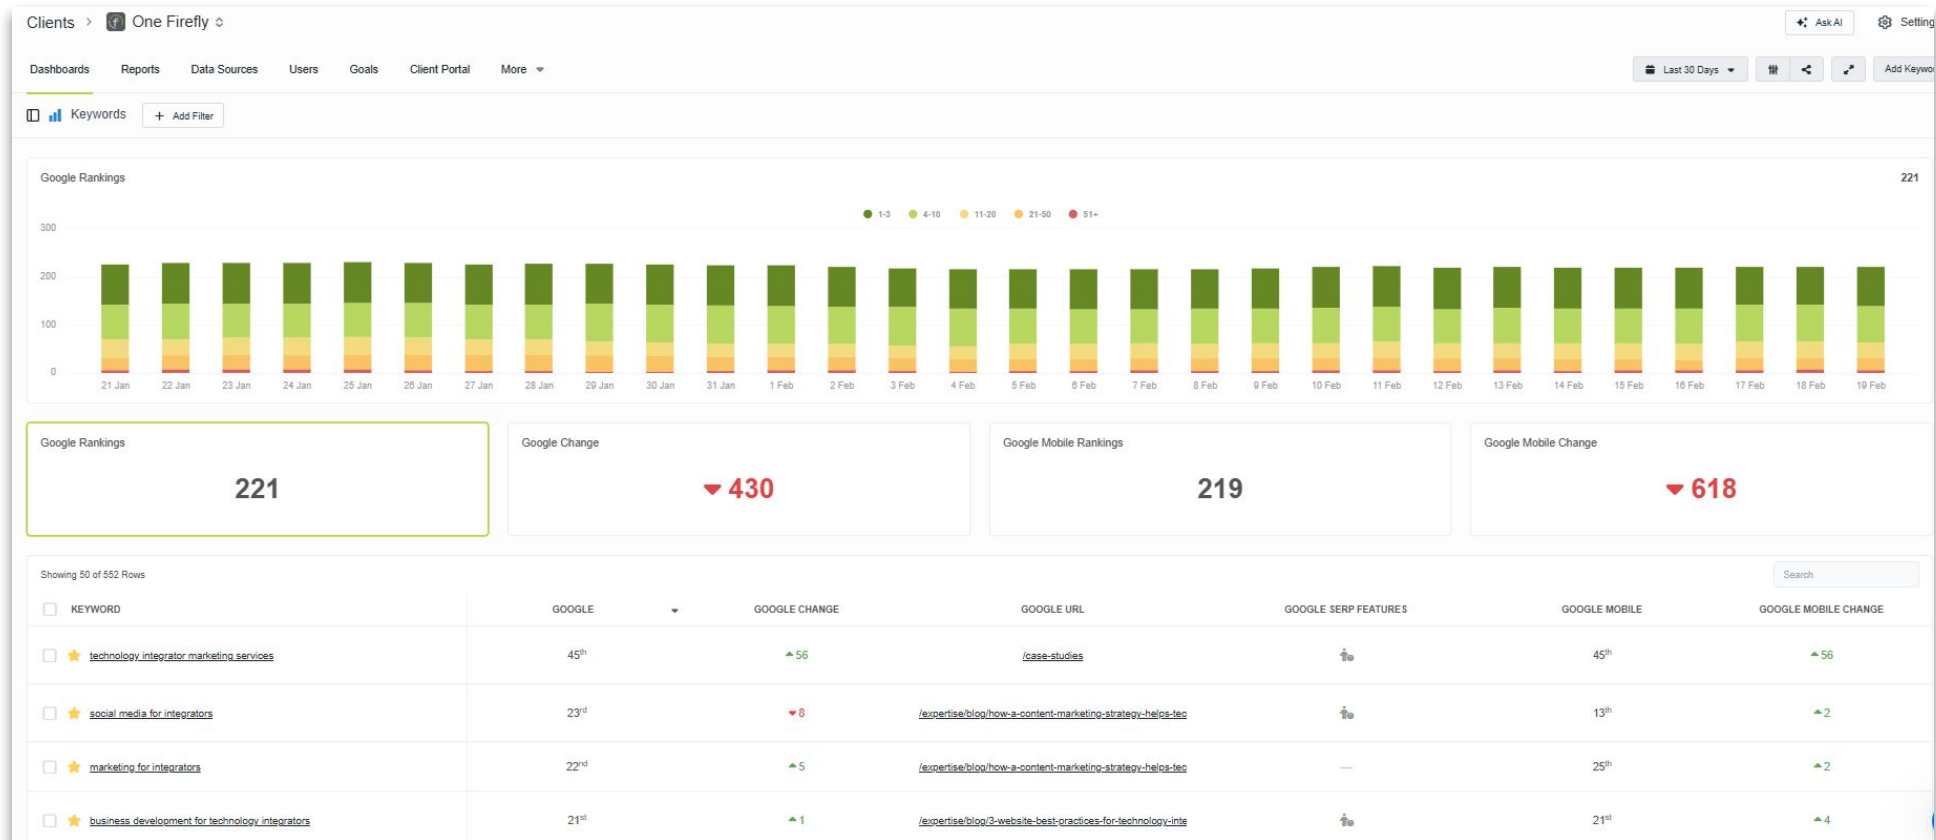 Clients > One Firefly
Ask AI
Dashboards Reports Data Sources Users Goals Client Portal More
Last 30 Days
Keywords + Add Filter
Google Rankings 221
1-3 4-10 11-20 21-50 51+
300
200
100
0
21 Jan 22 Jan 23 Jan 24 Jan 25 Jan 26 Jan 27 Jan 28 Jan 29 Jan 30 Jan 31 Jan 1 Feb 2 Feb 3 Feb 4 Feb 5 Feb 6 Feb 7 Feb 8 Feb 9 Feb 10 Feb 11 Feb 12 Feb 13 Feb 14 Feb 15 Feb 16 Feb 17 Feb 18 Feb 19 Feb
Google Rankings Google Change Google Mobile Rankings Google Mobile Change
221 430 219 618
Showing 50 of 552 Rows Search
KEYWORD GOOGLE GOOGLE CHANGE GOOGLE URL GOOGLE SERP FEATURES GOOGLE MOBILE GOOGLE MOBILE CHANGE
technology integrator marketing services 45th 56 /case-studies 45th 56
social media for integrators 23rd 8 /expertise/blog/how-a-content-marketing-strategy-helps-tec 13th 2
marketing for integrators 22nd 5 /expertise/blog/how-a-content-marketing-strategy-helps-tec — 25th 2
business development for technology integrators 21st 1 /expertise/blog/3-website-best-practices-for-technology-inte 21st 4